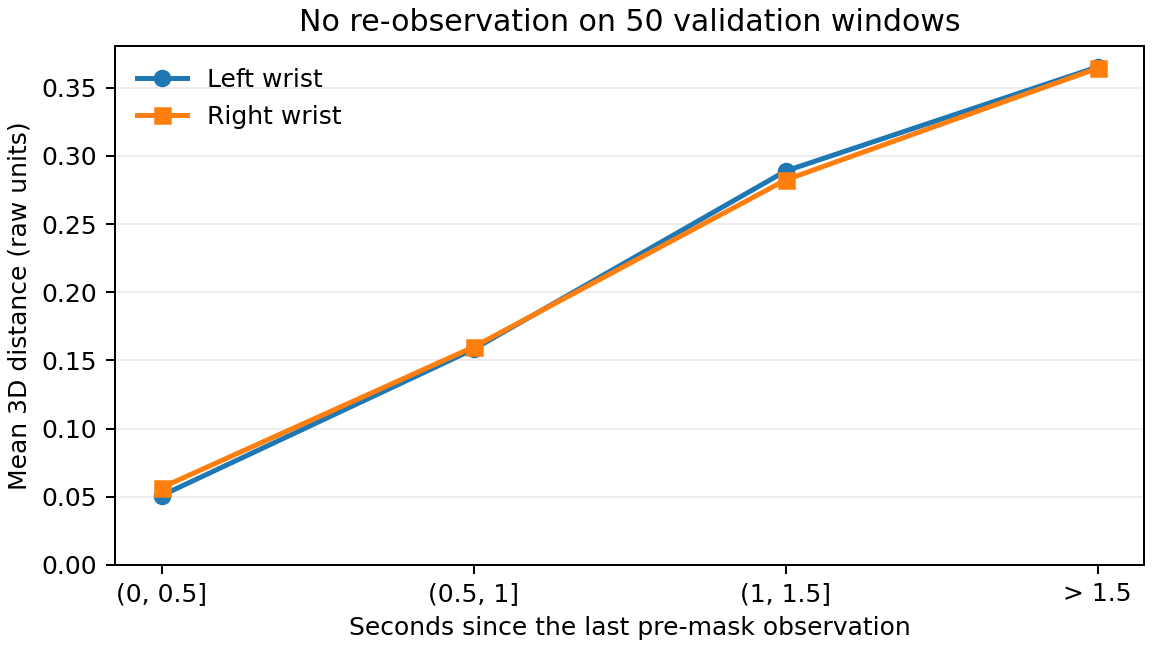 No re-observation on 50 validation windows
Left wrist
Right wrist
Mean 3D distance (raw units)
0.35
0.30
0.25
0.20
0.15
0.10
0.05
0.00
(0, 0.5] (0.5, 1] (1, 1.5] > 1.5
Seconds since the last pre-mask observation